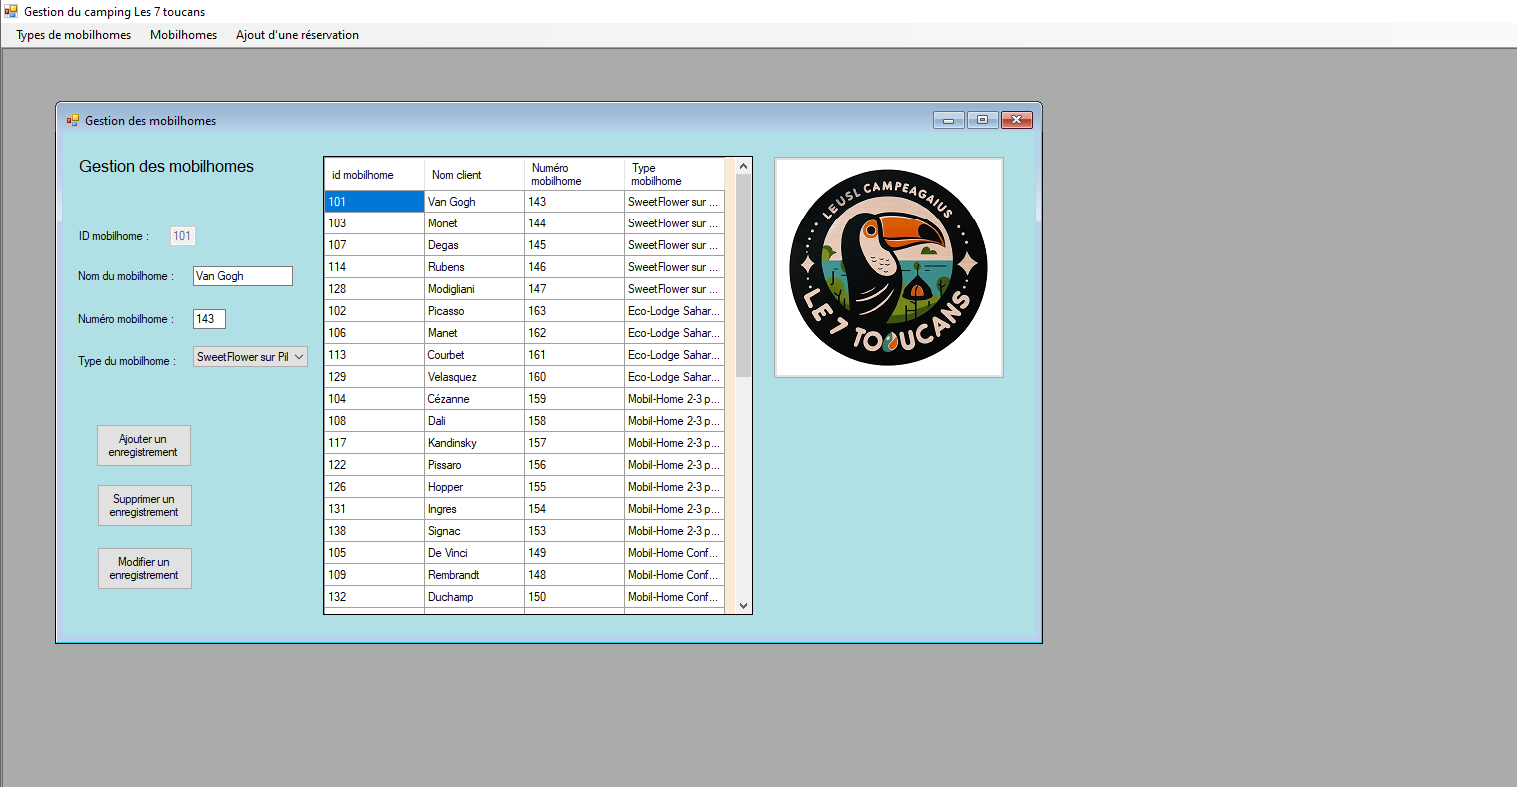 Gestion du camping Les 7 toucans
Types de mobilhomes Mobilhomes Ajout d'une réservation
Gestion des mobilhomes
Gestion des mobilhomes
ID mobilhome : 101
Nom du mobilhome : Van Gogh
Numéro mobilhome : 143
Type du mobilhome : SweetFlower sur Pil
Ajouter un
enregistrement
Supprimer un
enregistrement
Modifier un
enregistrement
id mobilhome Nom client Numéro mobilhome Type mobilhome
101 Van Gogh 143 SweetFlower sur ...
103 Monet 144 SweetFlower sur ...
107 Degas 145 SweetFlower sur ...
114 Rubens 146 SweetFlower sur ...
128 Modigliani 147 SweetFlower sur ...
102 Picasso 163 Eco-Lodge Sahar...
106 Manet 162 Eco-Lodge Sahar...
113 Courbet 161 Eco-Lodge Sahar...
129 Velasquez 160 Eco-Lodge Sahar...
104 Cézanne 159 Mobil-Home 2-3 p...
108 Dali 158 Mobil-Home 2-3 p...
117 Kandinsky 157 Mobil-Home 2-3 p...
122 Pissaro 156 Mobil-Home 2-3 p...
126 Hopper 155 Mobil-Home 2-3 p...
131 Ingres 154 Mobil-Home 2-3 p...
138 Signac 153 Mobil-Home 2-3 p...
105 De Vinci 149 Mobil-Home Conf...
109 Rembrandt 148 Mobil-Home Conf...
132 Duchamp 150 Mobil-Home Conf...
LEUSL CAMPEAGAIUS
LE 7 TOOUCANS